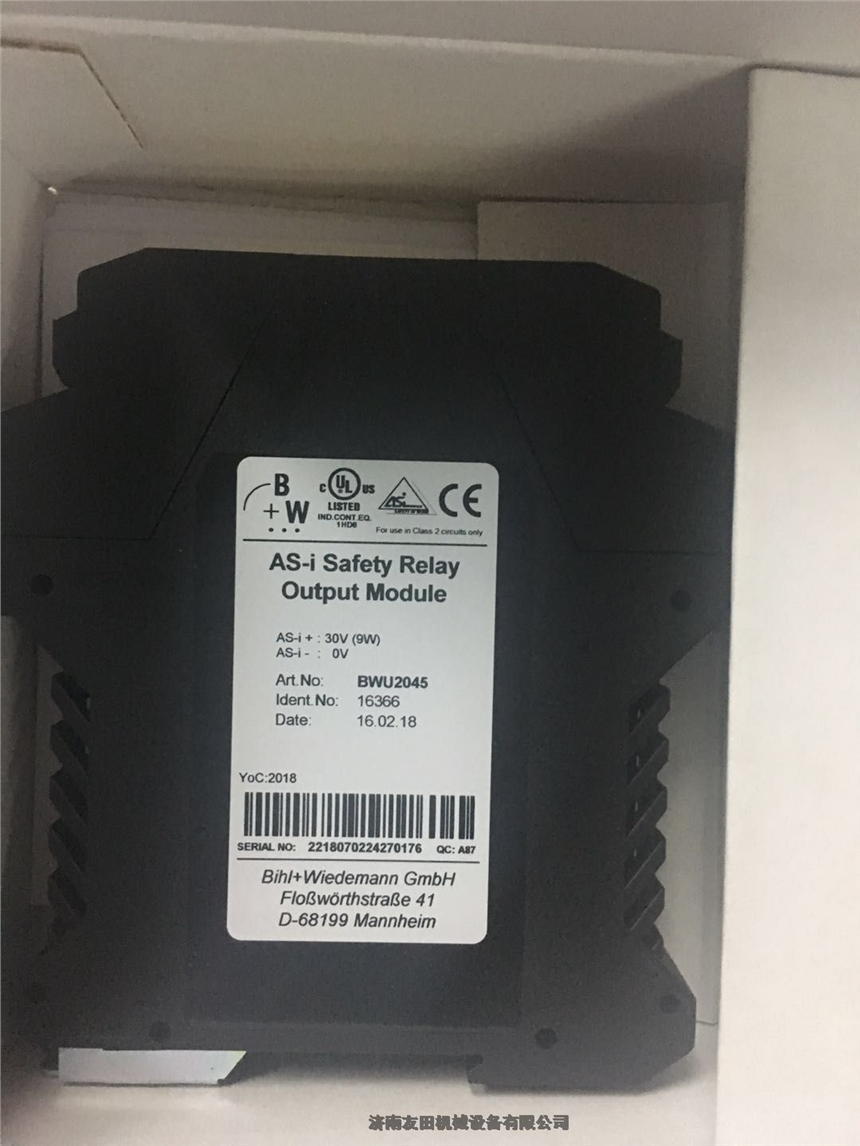 B
+W
C UL US
LISTED
IND.CONT.EQ.
1HD6
ASi
CE
For use in Class 2 circuits only
AS-i Safety Relay
Output Module
AS-i + : 30V (9W)
AS-i - : 0V
Art.No: BWU2045
Ident.No: 16366
Date: 16.02.18
YoC:2018
SERIAL NO: 2218070224270176 QC: A87
Bihl+Wiedemann GmbH
Floßwörthstraße 41
D-68199 Mannheim
济南友田机械设备有限公司